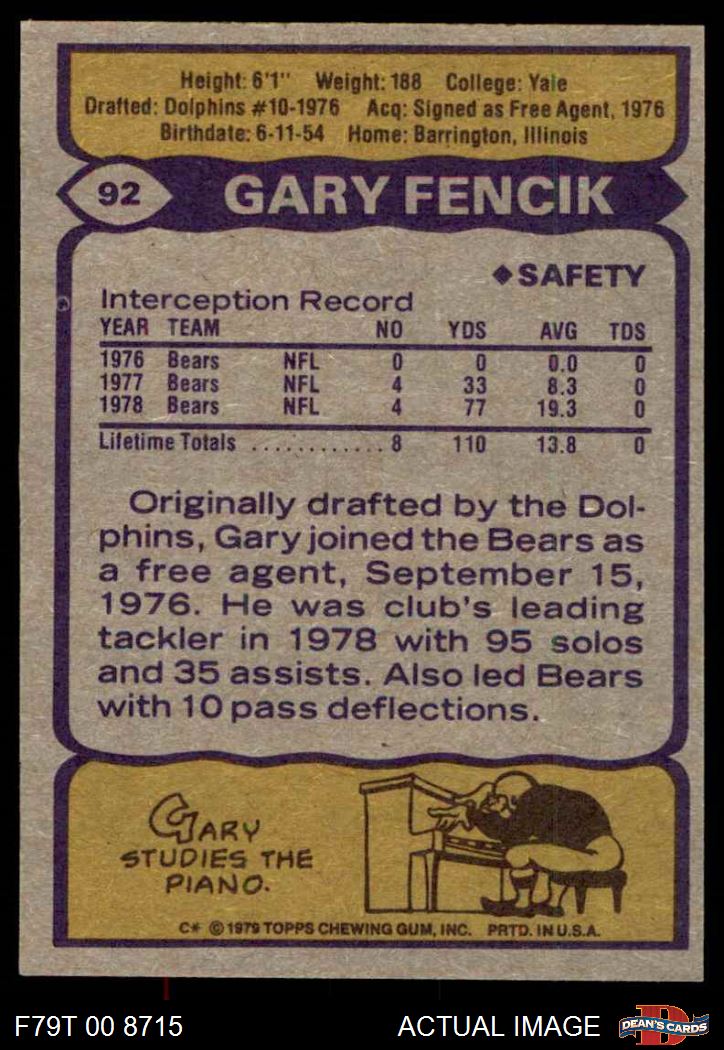 Height: 6'1" Weight: 188 College: Yale
Drafted: Dolphins #10-1976 Acq: Signed as Free Agent, 1976
Birthdate: 6-11-54 Home: Barrington, Illinois
92 GARY FENCIK
◆SAFETY
Interception Record
YEAR TEAM NO YDS AVG TDS
1976 Bears NFL 0 0 0.0 0
1977 Bears NFL 4 33 8.3 0
1978 Bears NFL 4 77 19.3 0
Lifetime Totals ............ 8 110 13.8 0
Originally drafted by the Dol-
phins, Gary joined the Bears as
a free agent, September 15,
1976. He was club's leading
tackler in 1978 with 95 solos
and 35 assists. Also led Bears
with 10 pass deflections.
GARY
STUDIES THE
PIANO.
C* © 1979 TOPPS CHEWING GUM, INC. PRTD. IN U.S.A.
F79T 00 8715 ACTUAL IMAGE D DEAN'S CARDS